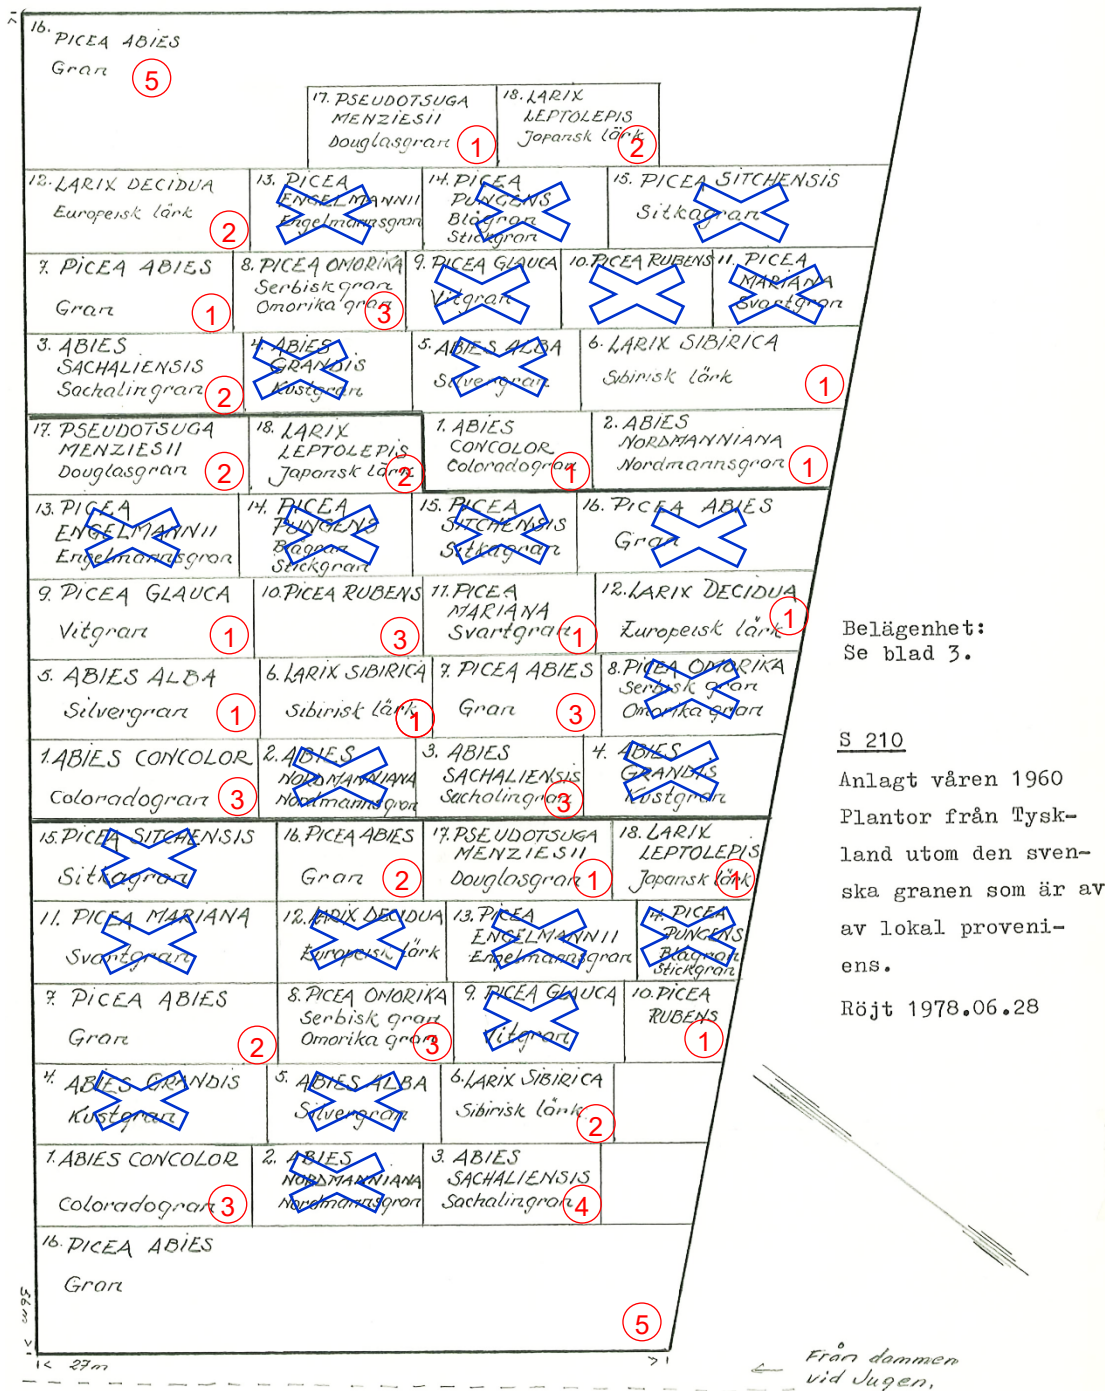 16.
PICEA ABIES
Gran 5
17. PSEUDOTSUGA
MENZIESII
Douglasgran 1
18. LARIX
LEPTOLEPIS
Japansk lärk 2
12. LARIX DECIDUA
Europeisk lärk 2
13. PICEA
ENGELMANNII
Engelmannsgran
14. PICEA
PUNGENS
Blågran
Stickgran
15. PICEA SITCHENSIS
Sitkagran
7. PICEA ABIES
Gran 1
8. PICEA OMORIKA
Serbisk gran
Omorika gran 3
9. PICEA GLAUCA
Vitgran
10. PICEA RUBENS
11. PICEA
MARIANA
Svartgran
3. ABIES
SACHALIENSIS
Sachalingran 2
4. ABIES
GRANDIS
Kustgran
5. ABIES ALBA
Silvergran
6. LARIX SIBIRICA
Sibirisk lärk 1
17. PSEUDOTSUGA
MENZIESII
Douglasgran 2
18. LARIX
LEPTOLEPIS
Japansk lärk 2
1. ABIES
CONCOLOR
Coloradogran 1
2. ABIES
NORDMANNIANA
Nordmannsgran 1
13. PICEA
ENGELMANNII
Engelmannsgran
14. PICEA
PUNGENS
Bågran
Stickgran
15. PICEA
SITCHENSIS
Sitkagran
16. PICEA ABIES
Gran
9. PICEA GLAUCA
Vitgran 1
10. PICEA RUBENS
3
11. PICEA
MARIANA
Svartgran 1
12. LARIX DECIDUA
Europeisk lärk 1
5. ABIES ALBA
Silvergran 1
6. LARIX SIBIRICA
Sibirisk lärk 1
7. PICEA ABIES
Gran 3
8. PICEA OMORIKA
Serbisk gran
Omorika gran
1. ABIES CONCOLOR
Coloradogran 3
2. ABIES
NORDMANNIANA
Nordmannsgran
3. ABIES
SACHALIENSIS
Sachalingran 3
4. ABIES
GRANDIS
Kustgran
15. PICEA SITCHENSIS
Sitkagran
16. PICEA ABIES
Gran 2
17. PSEUDOTSUGA
MENZIESII
Douglasgran 1
18. LARIX
LEPTOLEPIS
Japansk lärk 1
11. PICEA MARIANA
Svartgran
12. LARIX DECIDUA
Europeisk lärk
13. PICEA
ENGELMANNII
Engelmannsgran
14. PICEA
PUNGENS
Blågran
Stickgran
7. PICEA ABIES
Gran 2
8. PICEA OMORIKA
Serbisk gran
Omorika gran 3
9. PICEA GLAUCA
Vitgran
10. PICEA
RUBENS
1
4. ABIES GRANDIS
Kustgran
5. ABIES ALBA
Silvergran
6. LARIX SIBIRICA
Sibirisk lärk 2
1. ABIES CONCOLOR
Coloradogran 3
2. ABIES
NORDMANNIANA
Nordmannsgran
3. ABIES
SACHALIENSIS
Sachalingran 4
16. PICEA ABIES
Gran
5
56m
27m
Belägenhet:
Se blad 3.
S 210
Anlagt våren 1960
Plantor från Tysk-
land utom den sven-
ska granen som är av
av lokal proveni-
ens.
Röjt 1978.06.28
← Från dammen
vid Jugen.